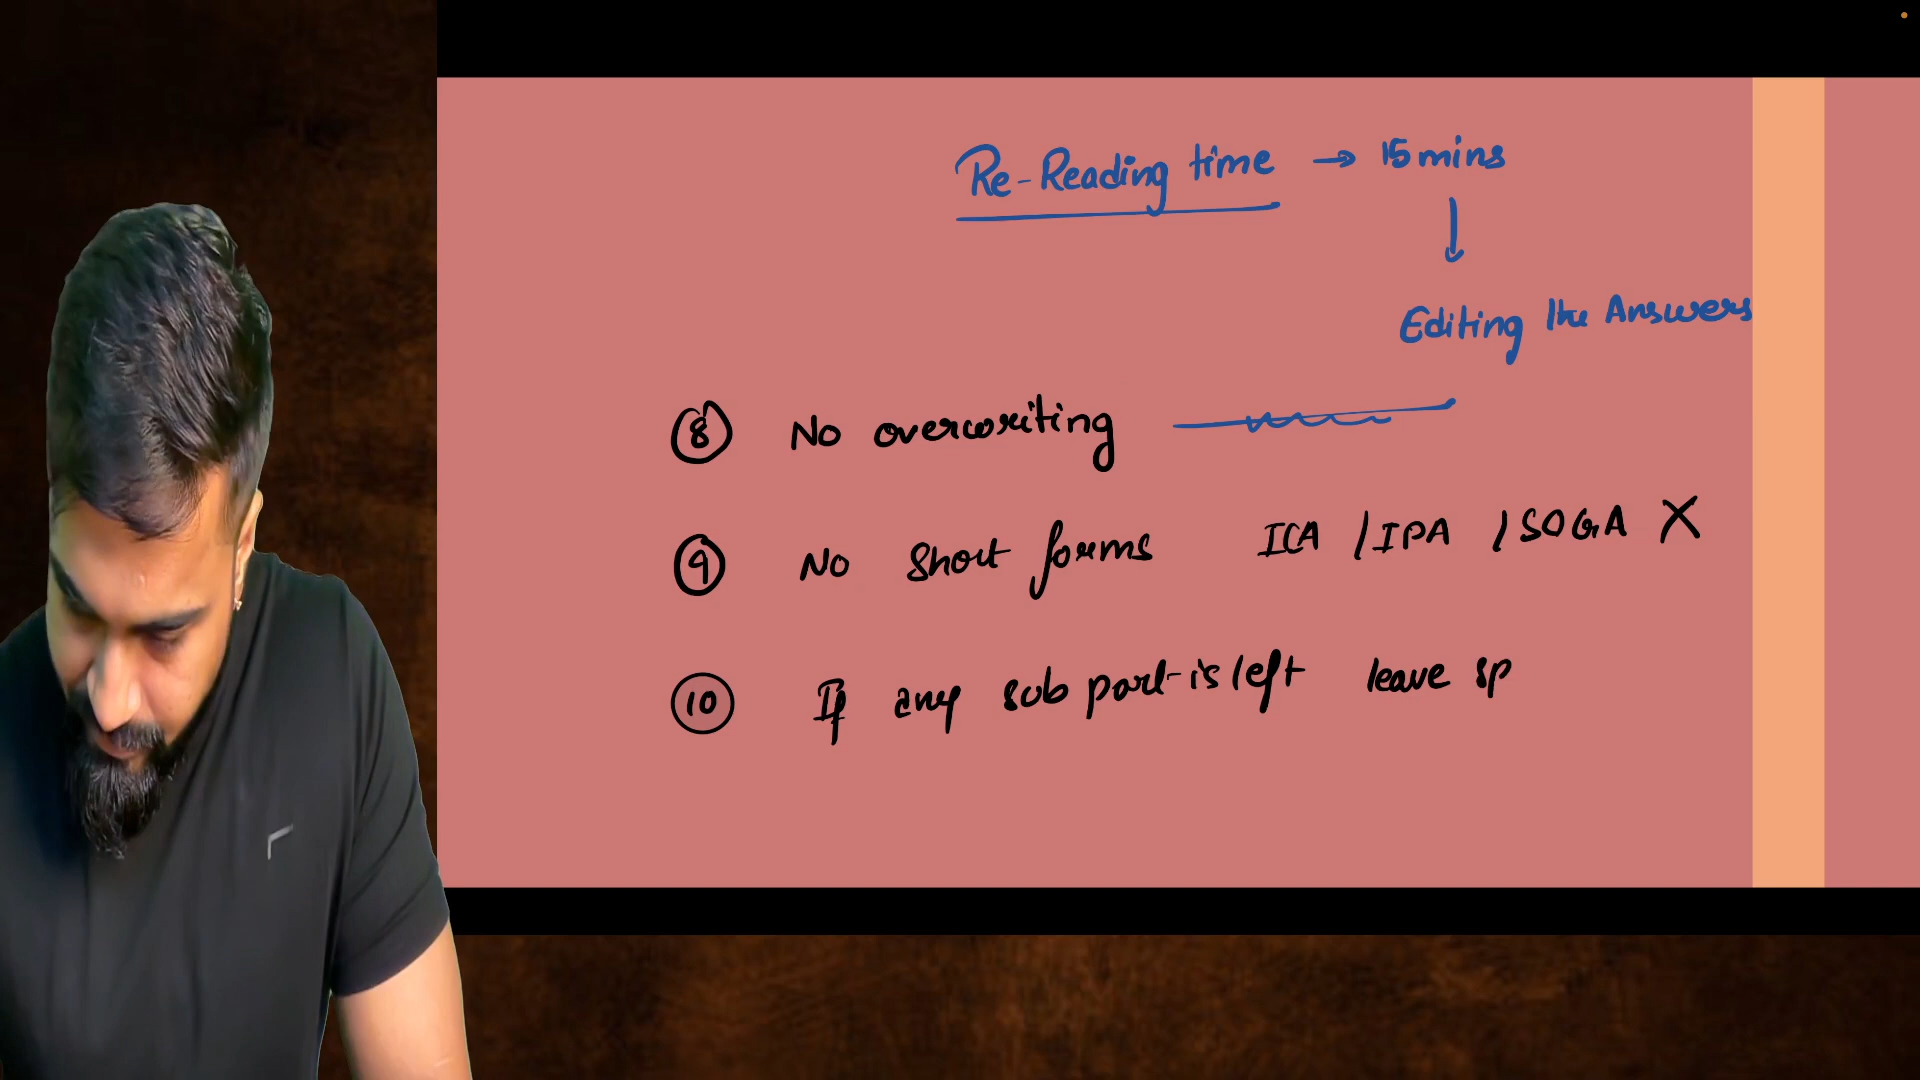 Re-Reading time → 15 mins
↓
Editing the Answers
8 No overwriting
9 No Short forms ICA / IPA / SOGA X
10 If any sub part is left leave sp